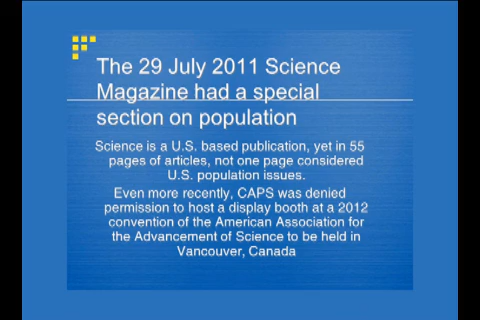 The 29 July 2011 Science
Magazine had a special
section on population
Science is a U.S. based publication, yet in 55
pages of articles, not one page considered
U.S. population issues.
Even more recently, CAPS was denied
permission to host a display booth at a 2012
convention of the American Association for
the Advancement of Science to be held in
Vancouver, Canada